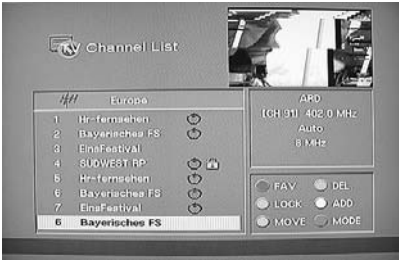 TV Channel List
Europe
1 Hr-fernsehen
2 Bayerisches FS
3 EinsFestival
4 SÜDWEST RP
5 Hr-fernsehen
6 Bayerisches FS
7 EinsFestival
6 Bayerisches FS
ARD
[CH 91] 402.0 MHz
Auto
8 MHz
FAV DEL
LOCK ADD
MOVE MODE